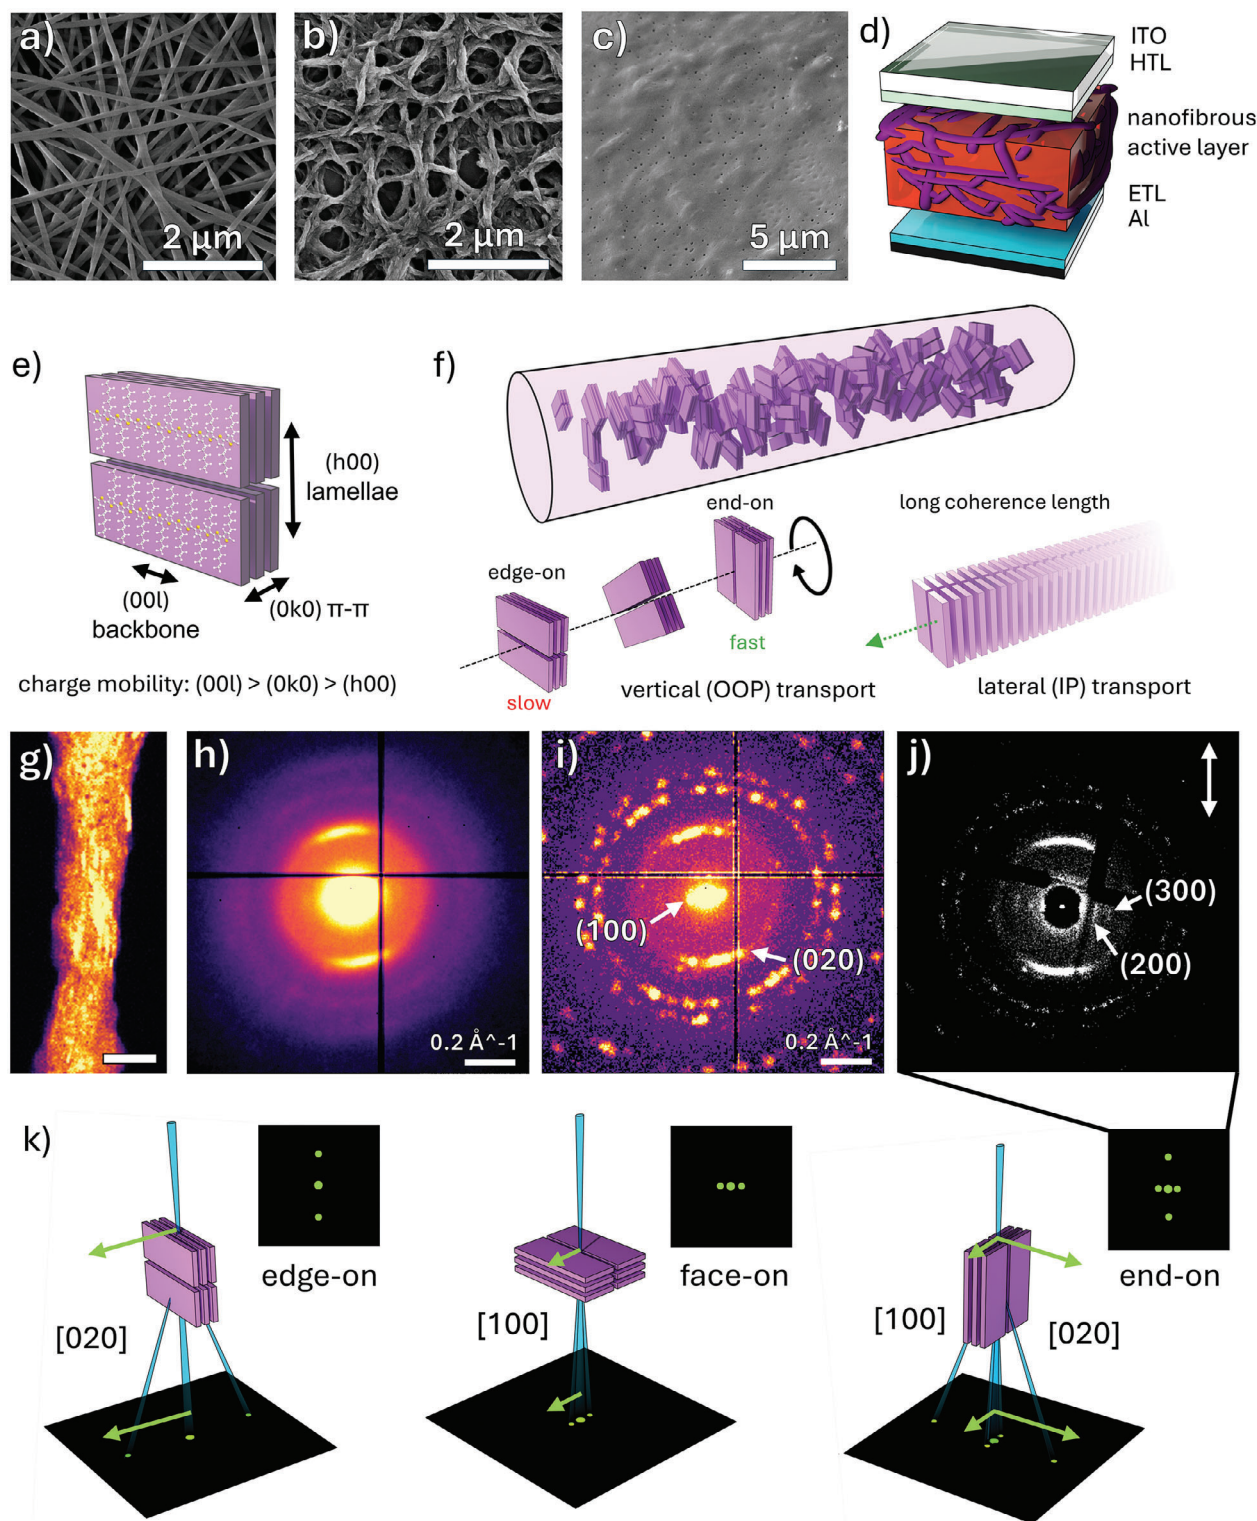 a)
2 µm
b)
2 µm
c)
5 µm
d)
ITO
HTL
nanofibrous
active layer
ETL
Al
e)
(h00)
lamellae
(00l)
backbone
(0k0) π-π
charge mobility: (00l) > (0k0) > (h00)
f)
edge-on
slow
end-on
fast
vertical (OOP) transport
long coherence length
lateral (IP) transport
g)
h)
0.2 Å^-1
i)
(100)
(020)
0.2 Å^-1
j)
(300)
(200)
k)
edge-on
[020]
face-on
[100]
end-on
[100]
[020]